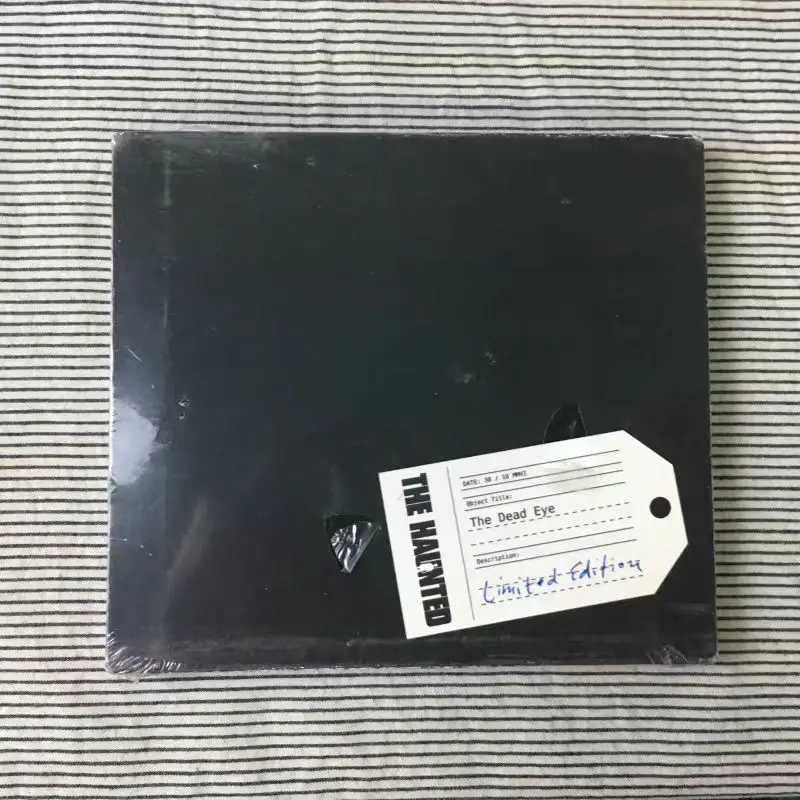 THE HAUNTED
DATE: 30 / 10 MMVI
Object Title:
The Dead Eye
Description:
Limited Edition